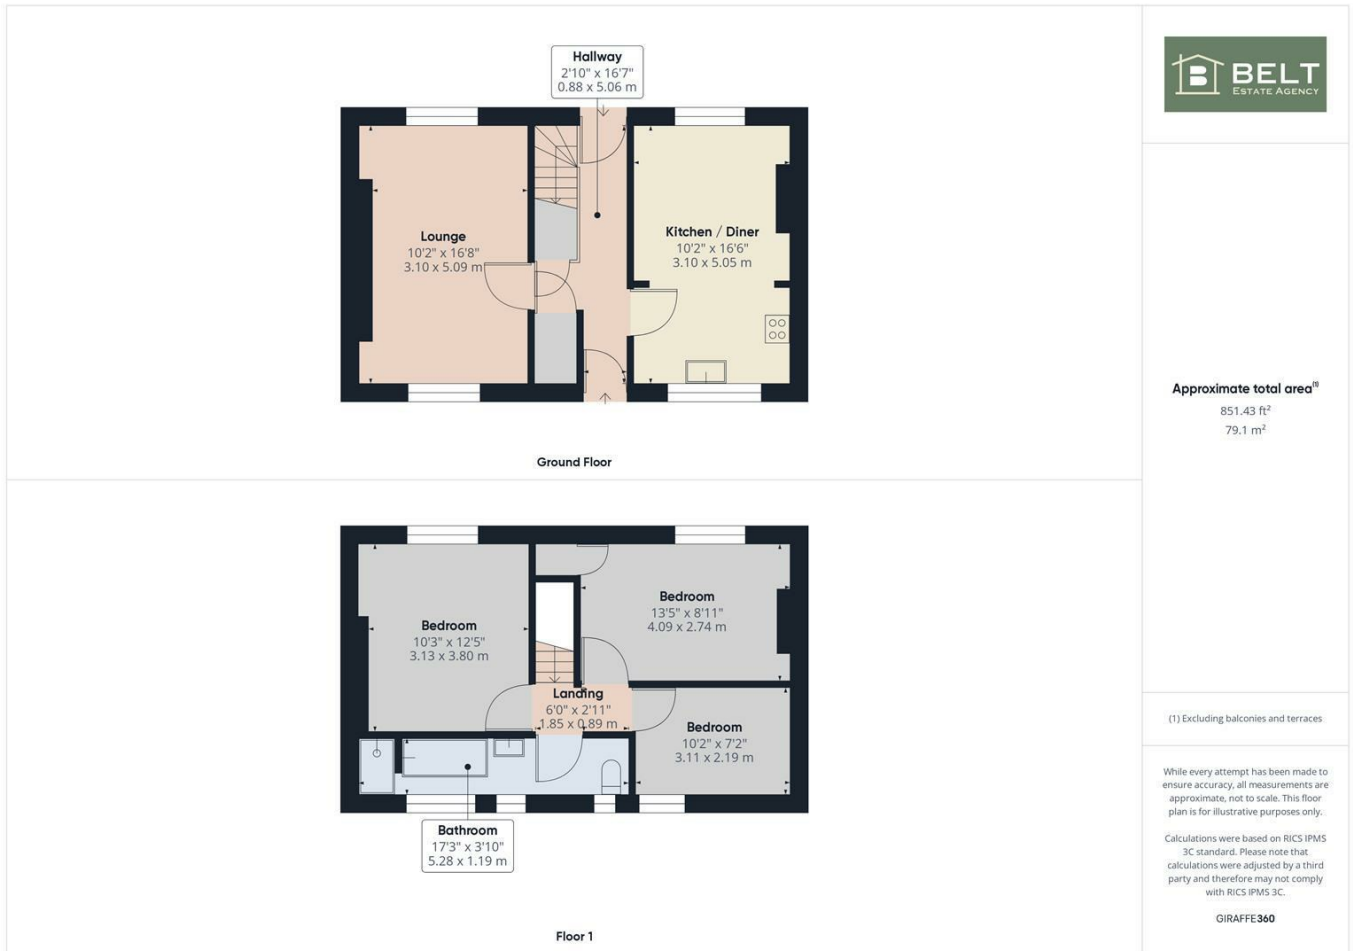 Hallway
2'10" x 16'7"
0.88 x 5.06 m
Lounge
10'2" x 16'8"
3.10 x 5.09 m
Kitchen / Diner
10'2" x 16'6"
3.10 x 5.05 m
Ground Floor
Bedroom
10'3" x 12'5"
3.13 x 3.80 m
Bedroom
13'5" x 8'11"
4.09 x 2.74 m
Landing
6'0" x 2'11"
1.85 x 0.89 m
Bedroom
10'2" x 7'2"
3.11 x 2.19 m
Bathroom
17'3" x 3'10"
5.28 x 1.19 m
Floor 1
B BELT
ESTATE AGENCY
Approximate total area⁽¹⁾
851.43 ft²
79.1 m²
(1) Excluding balconies and terraces
While every attempt has been made to
ensure accuracy, all measurements are
approximate, not to scale. This floor
plan is for illustrative purposes only.
Calculations were based on RICS IPMS
3C standard. Please note that
calculations were adjusted by a third
party and therefore may not comply
with RICS IPMS 3C.
GIRAFFE360